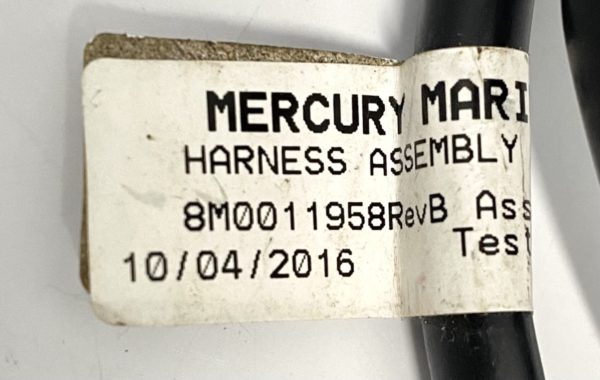 MERCURY MARI
HARNESS ASSEMBLY
8M0011958RevB Ass
Test
10/04/2016